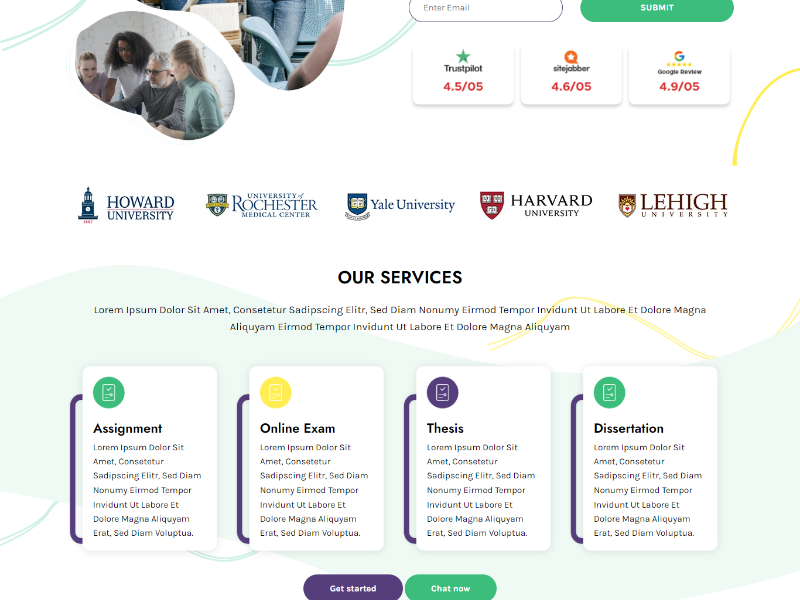 Enter Email
SUBMIT
Trustpilot
4.5/05
sitejabber
4.6/05
Google Review
4.9/05
HOWARD
UNIVERSITY
1867
UNIVERSITY of
ROCHESTER
MEDICAL CENTER
Yale University
HARVARD
UNIVERSITY
LEHIGH
UNIVERSITY
OUR SERVICES
Lorem Ipsum Dolor Sit Amet, Consetetur Sadipscing Elitr, Sed Diam Nonumy Eirmod Tempor Invidunt Ut Labore Et Dolore Magna
Aliquyam Eirmod Tempor Invidunt Ut Labore Et Dolore Magna Aliquyam
Assignment
Lorem Ipsum Dolor Sit
Amet, Consetetur
Sadipscing Elitr, Sed Diam
Nonumy Eirmod Tempor
Invidunt Ut Labore Et
Dolore Magna Aliquyam
Erat, Sed Diam Voluptua.
Online Exam
Lorem Ipsum Dolor Sit
Amet, Consetetur
Sadipscing Elitr, Sed Diam
Nonumy Eirmod Tempor
Invidunt Ut Labore Et
Dolore Magna Aliquyam
Erat, Sed Diam Voluptua.
Thesis
Lorem Ipsum Dolor Sit
Amet, Consetetur
Sadipscing Elitr, Sed Diam
Nonumy Eirmod Tempor
Invidunt Ut Labore Et
Dolore Magna Aliquyam
Erat, Sed Diam Voluptua.
Dissertation
Lorem Ipsum Dolor Sit
Amet, Consetetur
Sadipscing Elitr, Sed Diam
Nonumy Eirmod Tempor
Invidunt Ut Labore Et
Dolore Magna Aliquyam
Erat, Sed Diam Voluptua.
Get started
Chat now